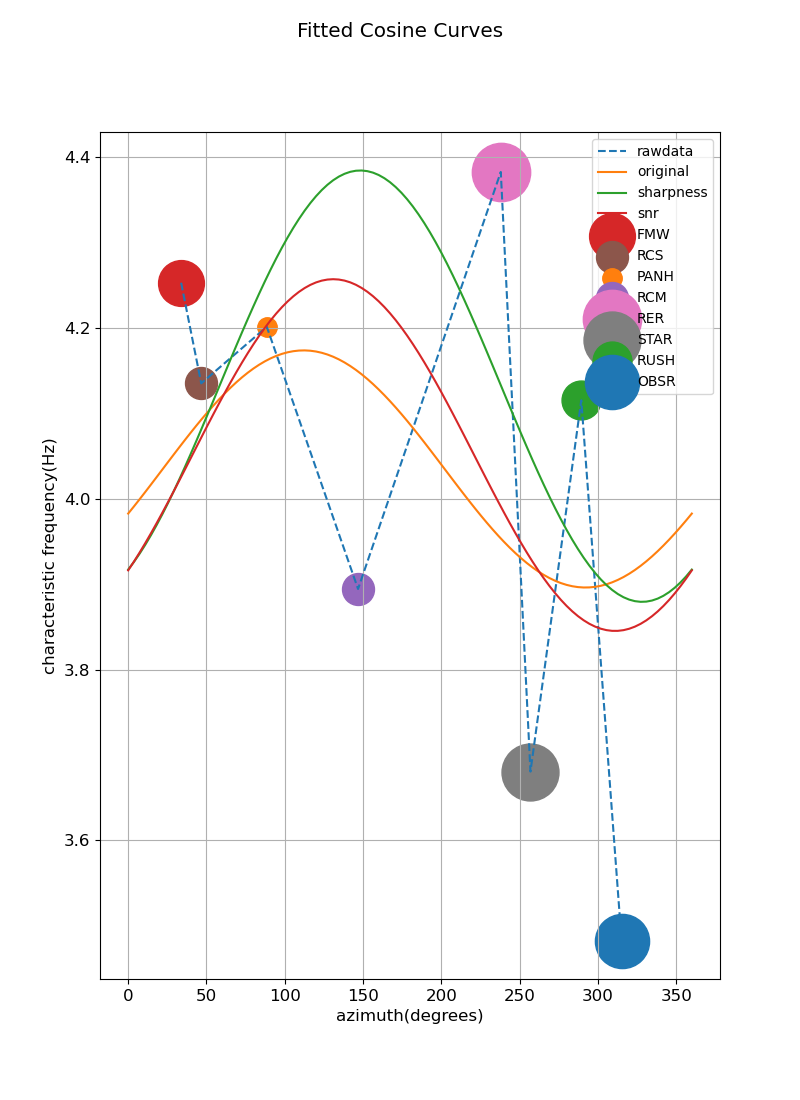 Fitted Cosine Curves
4.4
4.2
4.0
3.8
3.6
characteristic frequency(Hz)
rawdata
original
sharpness
snr
FMW
RCS
PANH
RCM
RER
STAR
RUSH
OBSR
0 50 100 150 200 250 300 350
azimuth(degrees)